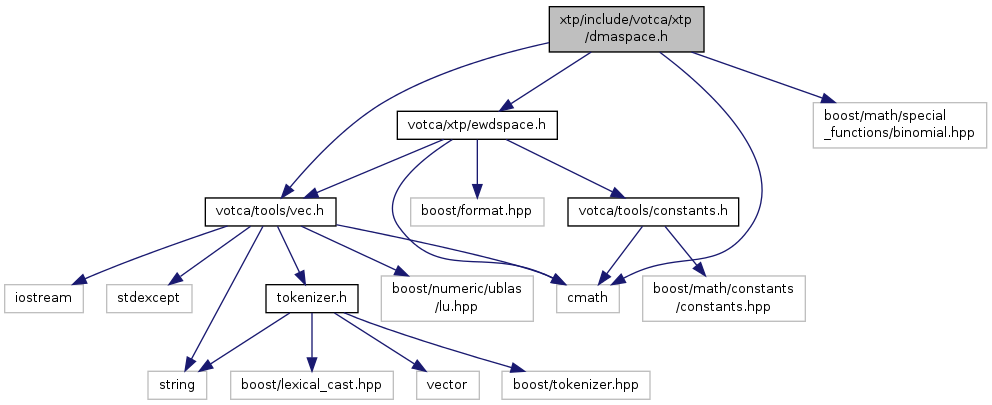 xtp/include/votca/xtp
/dmaspace.h
votca/xtp/ewdspace.h
boost/math/special
_functions/binomial.hpp
votca/tools/vec.h
boost/format.hpp
votca/tools/constants.h
iostream
stdexcept
tokenizer.h
boost/numeric/ublas
/lu.hpp
cmath
boost/math/constants
/constants.hpp
string
boost/lexical_cast.hpp
vector
boost/tokenizer.hpp